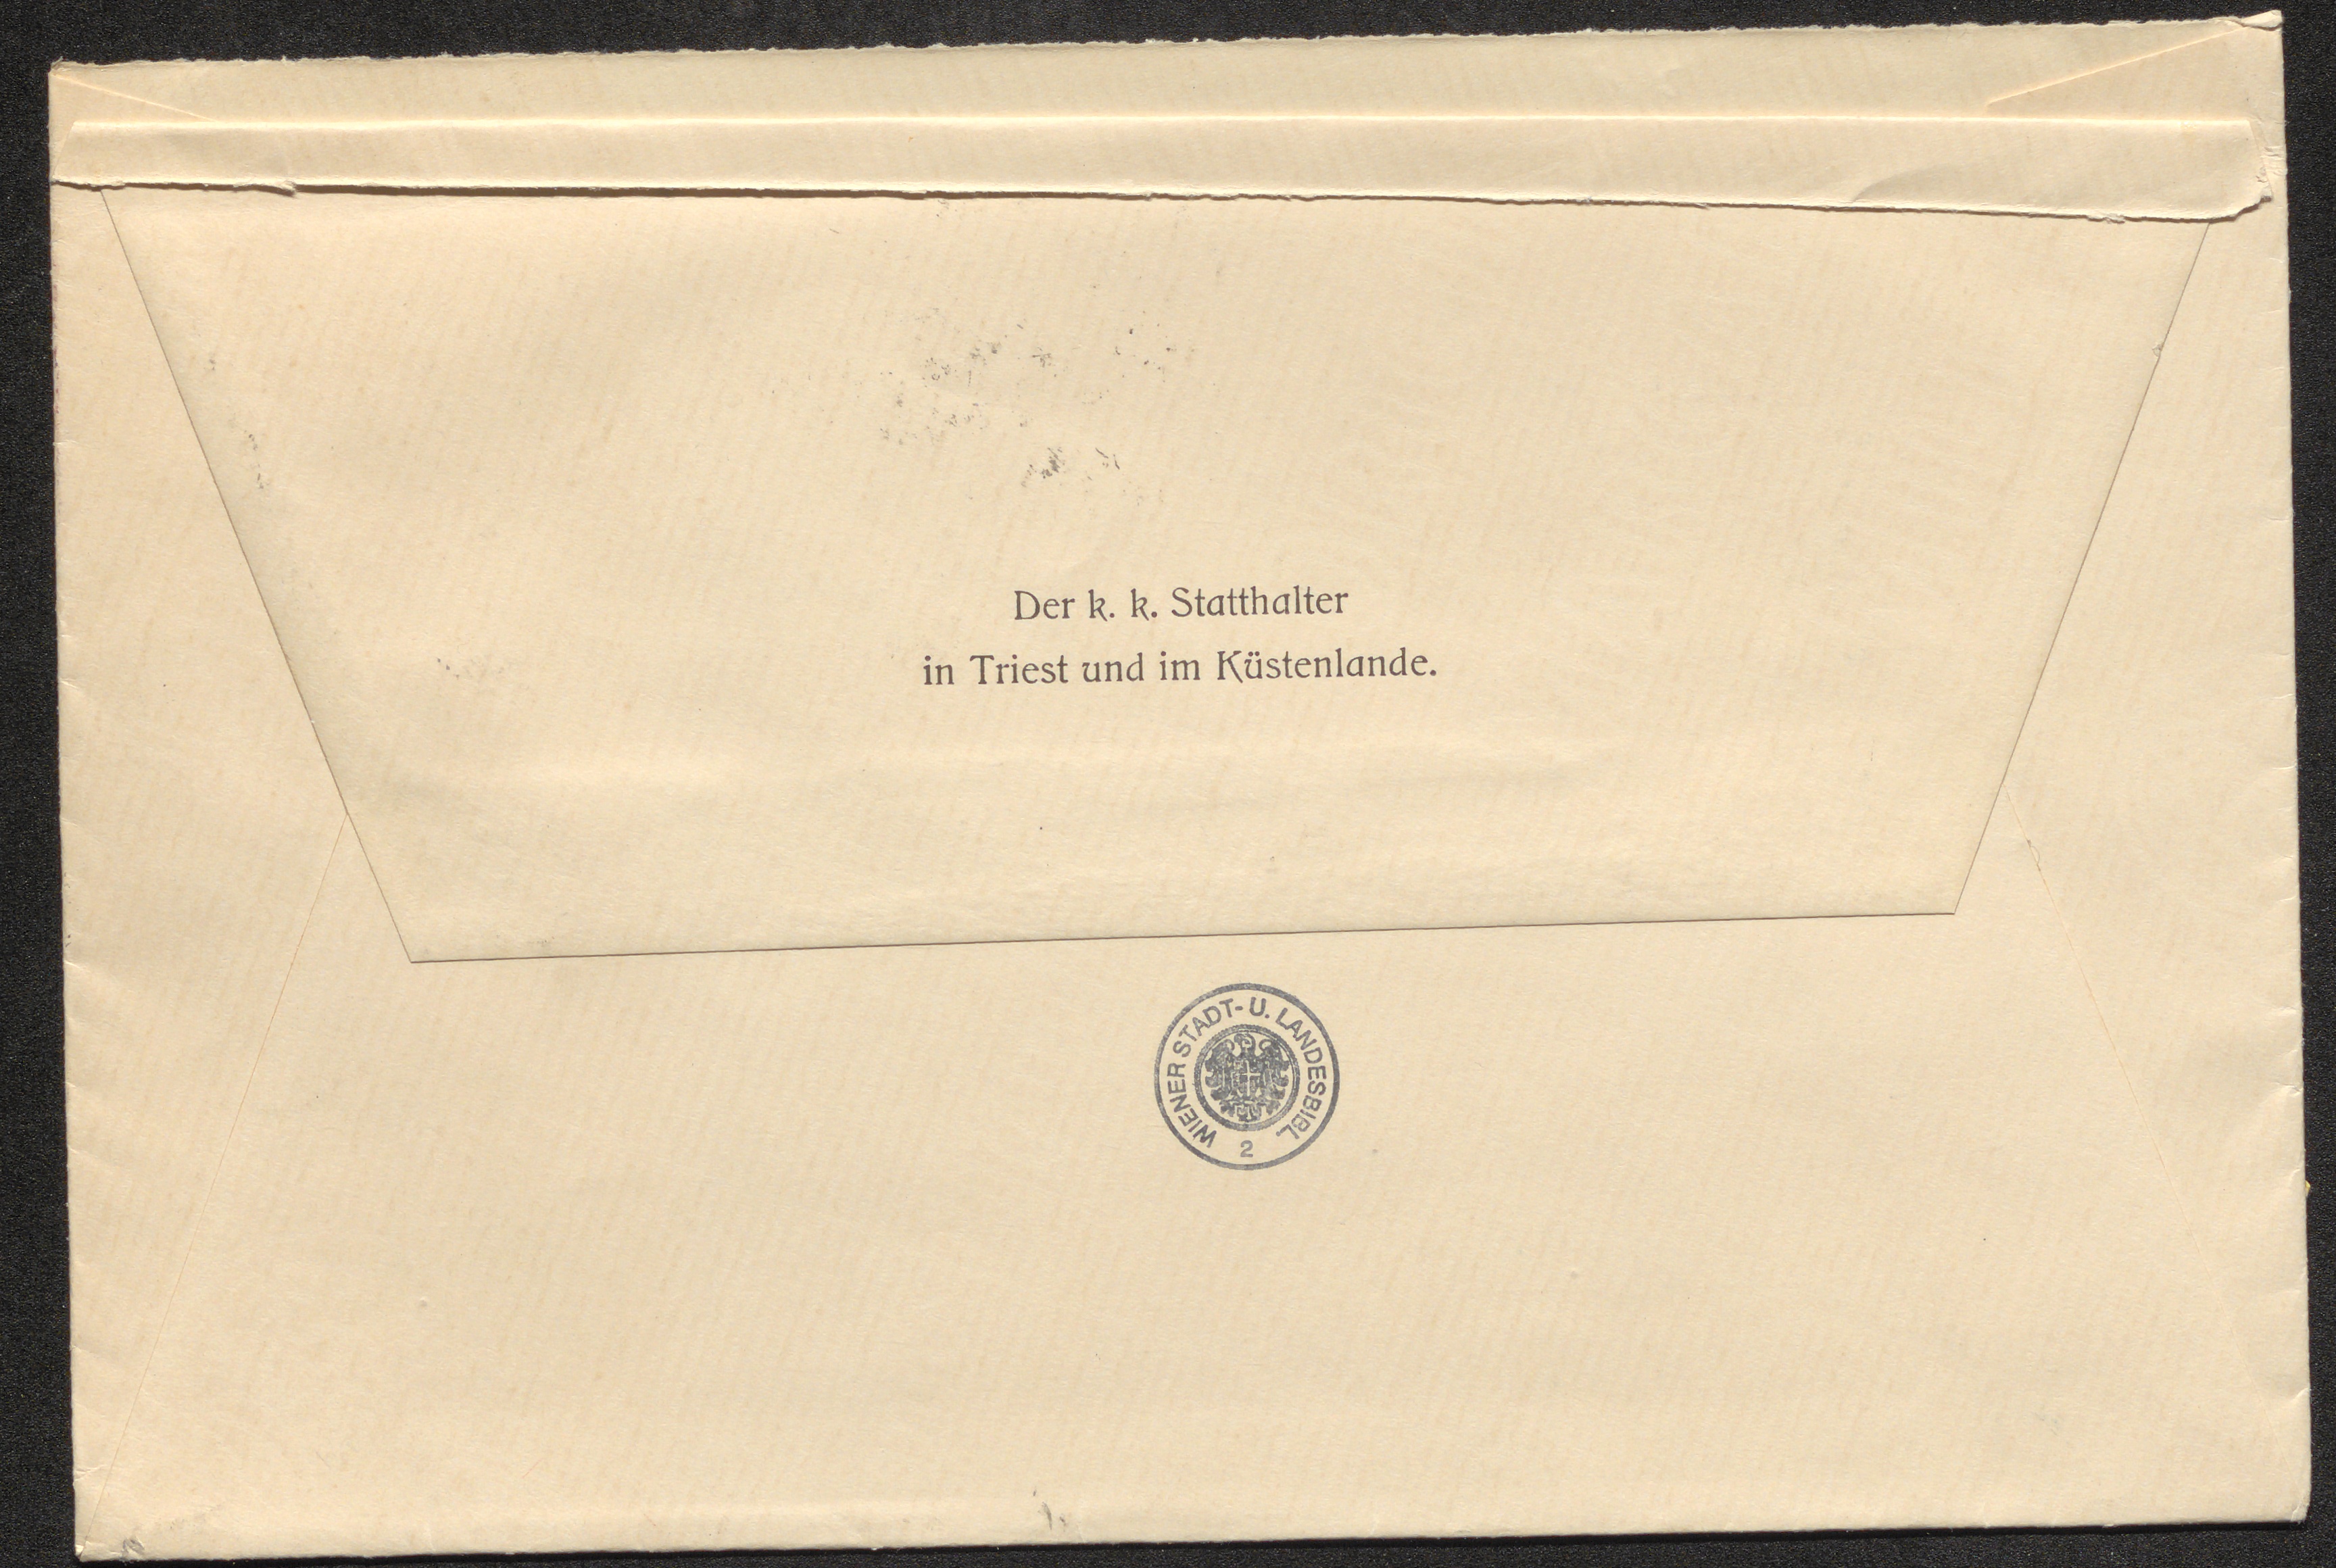 Der k. k. Statthalter
in Triest und im Küstenlande.
WIENER STADT- U. LANDESBIBL.
2